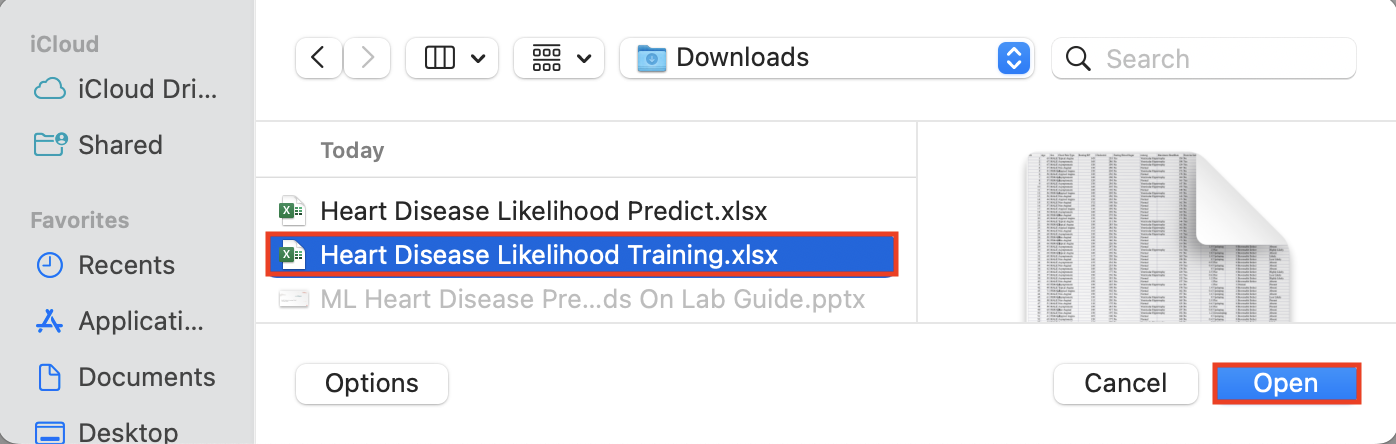 iCloud
iCloud Dri...
Shared
Favorites
Recents
Applicati...
Documents
Desktop
Downloads
Search
Today
Heart Disease Likelihood Predict.xlsx
Heart Disease Likelihood Training.xlsx
ML Heart Disease Pre...ds On Lab Guide.pptx
Options
Cancel
Open